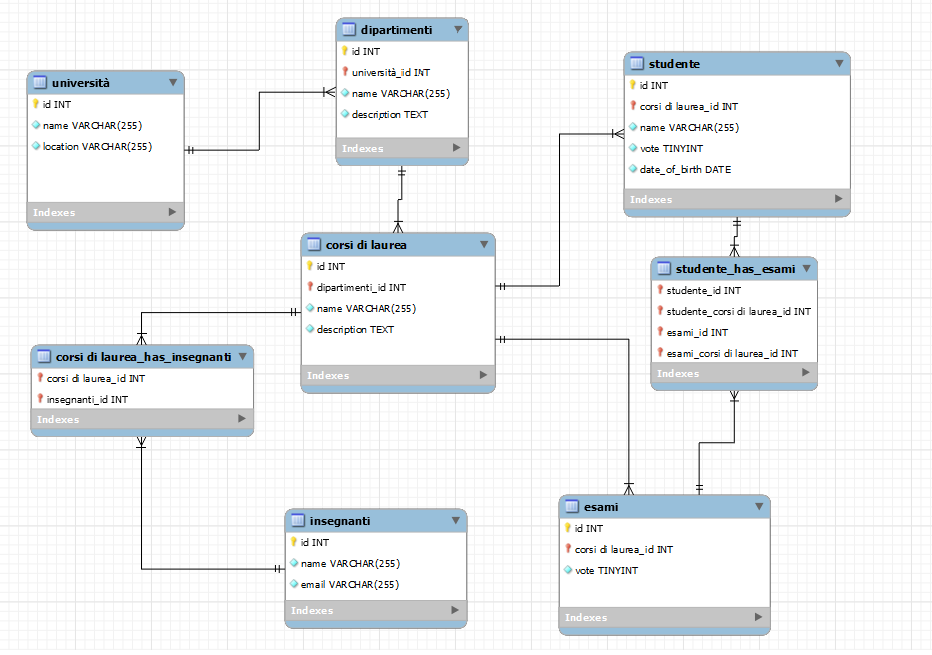 dipartimenti
id INT
università_id INT
name VARCHAR(255)
description TEXT
Indexes
università
id INT
name VARCHAR(255)
location VARCHAR(255)
Indexes
studente
id INT
corsi di laurea_id INT
name VARCHAR(255)
vote TINYINT
date_of_birth DATE
Indexes
corsi di laurea
id INT
dipartimenti_id INT
name VARCHAR(255)
description TEXT
Indexes
studente_has_esami
studente_id INT
studente_corsi di laurea_id INT
esami_id INT
esami_corsi di laurea_id INT
Indexes
corsi di laurea_has_insegnanti
corsi di laurea_id INT
insegnanti_id INT
Indexes
insegnanti
id INT
name VARCHAR(255)
email VARCHAR(255)
Indexes
esami
id INT
corsi di laurea_id INT
vote TINYINT
Indexes